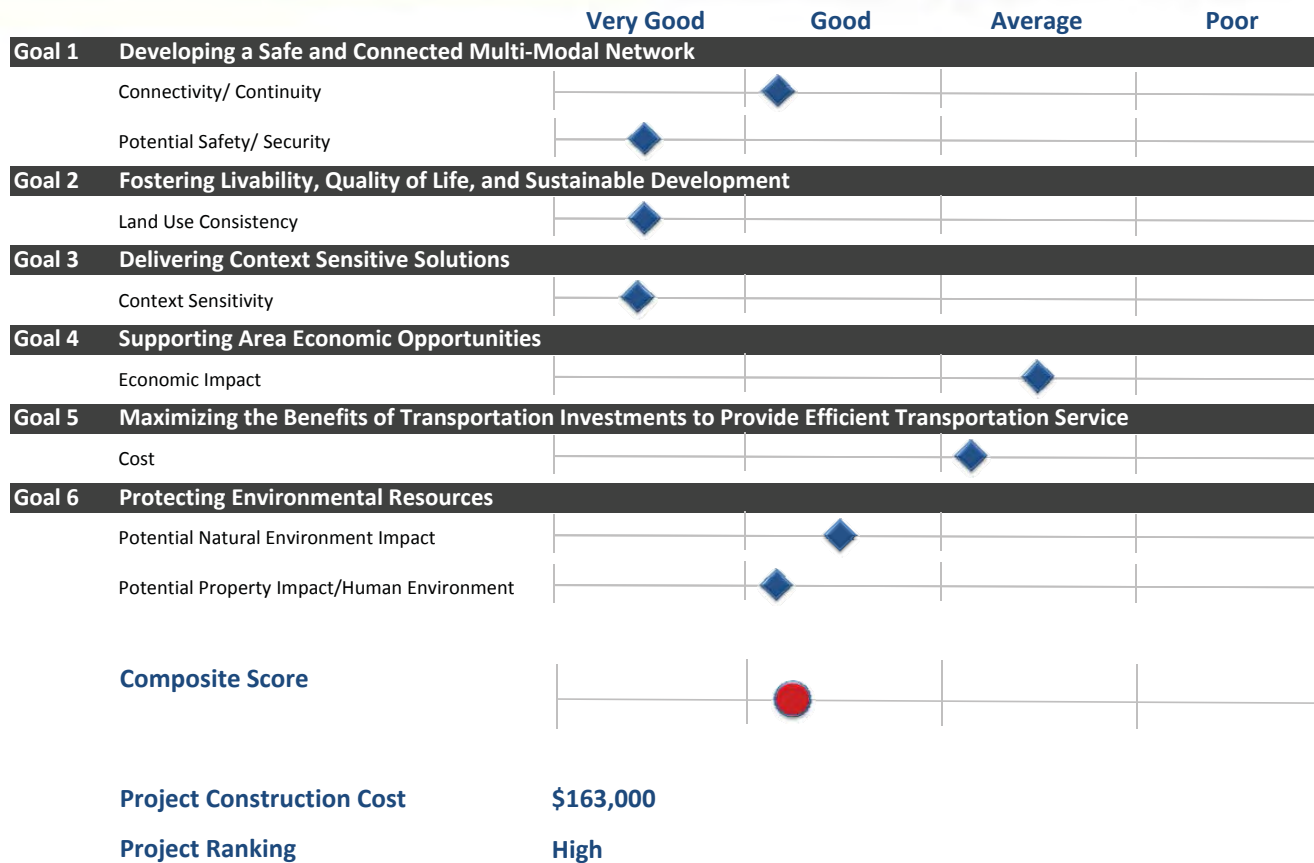 Very Good Good Average Poor
Goal 1 Developing a Safe and Connected Multi-Modal Network
Connectivity/ Continuity
Potential Safety/ Security
Goal 2 Fostering Livability, Quality of Life, and Sustainable Development
Land Use Consistency
Goal 3 Delivering Context Sensitive Solutions
Context Sensitivity
Goal 4 Supporting Area Economic Opportunities
Economic Impact
Goal 5 Maximizing the Benefits of Transportation Investments to Provide Efficient Transportation Service
Cost
Goal 6 Protecting Environmental Resources
Potential Natural Environment Impact
Potential Property Impact/Human Environment
Composite Score
Project Construction Cost $163,000
Project Ranking High